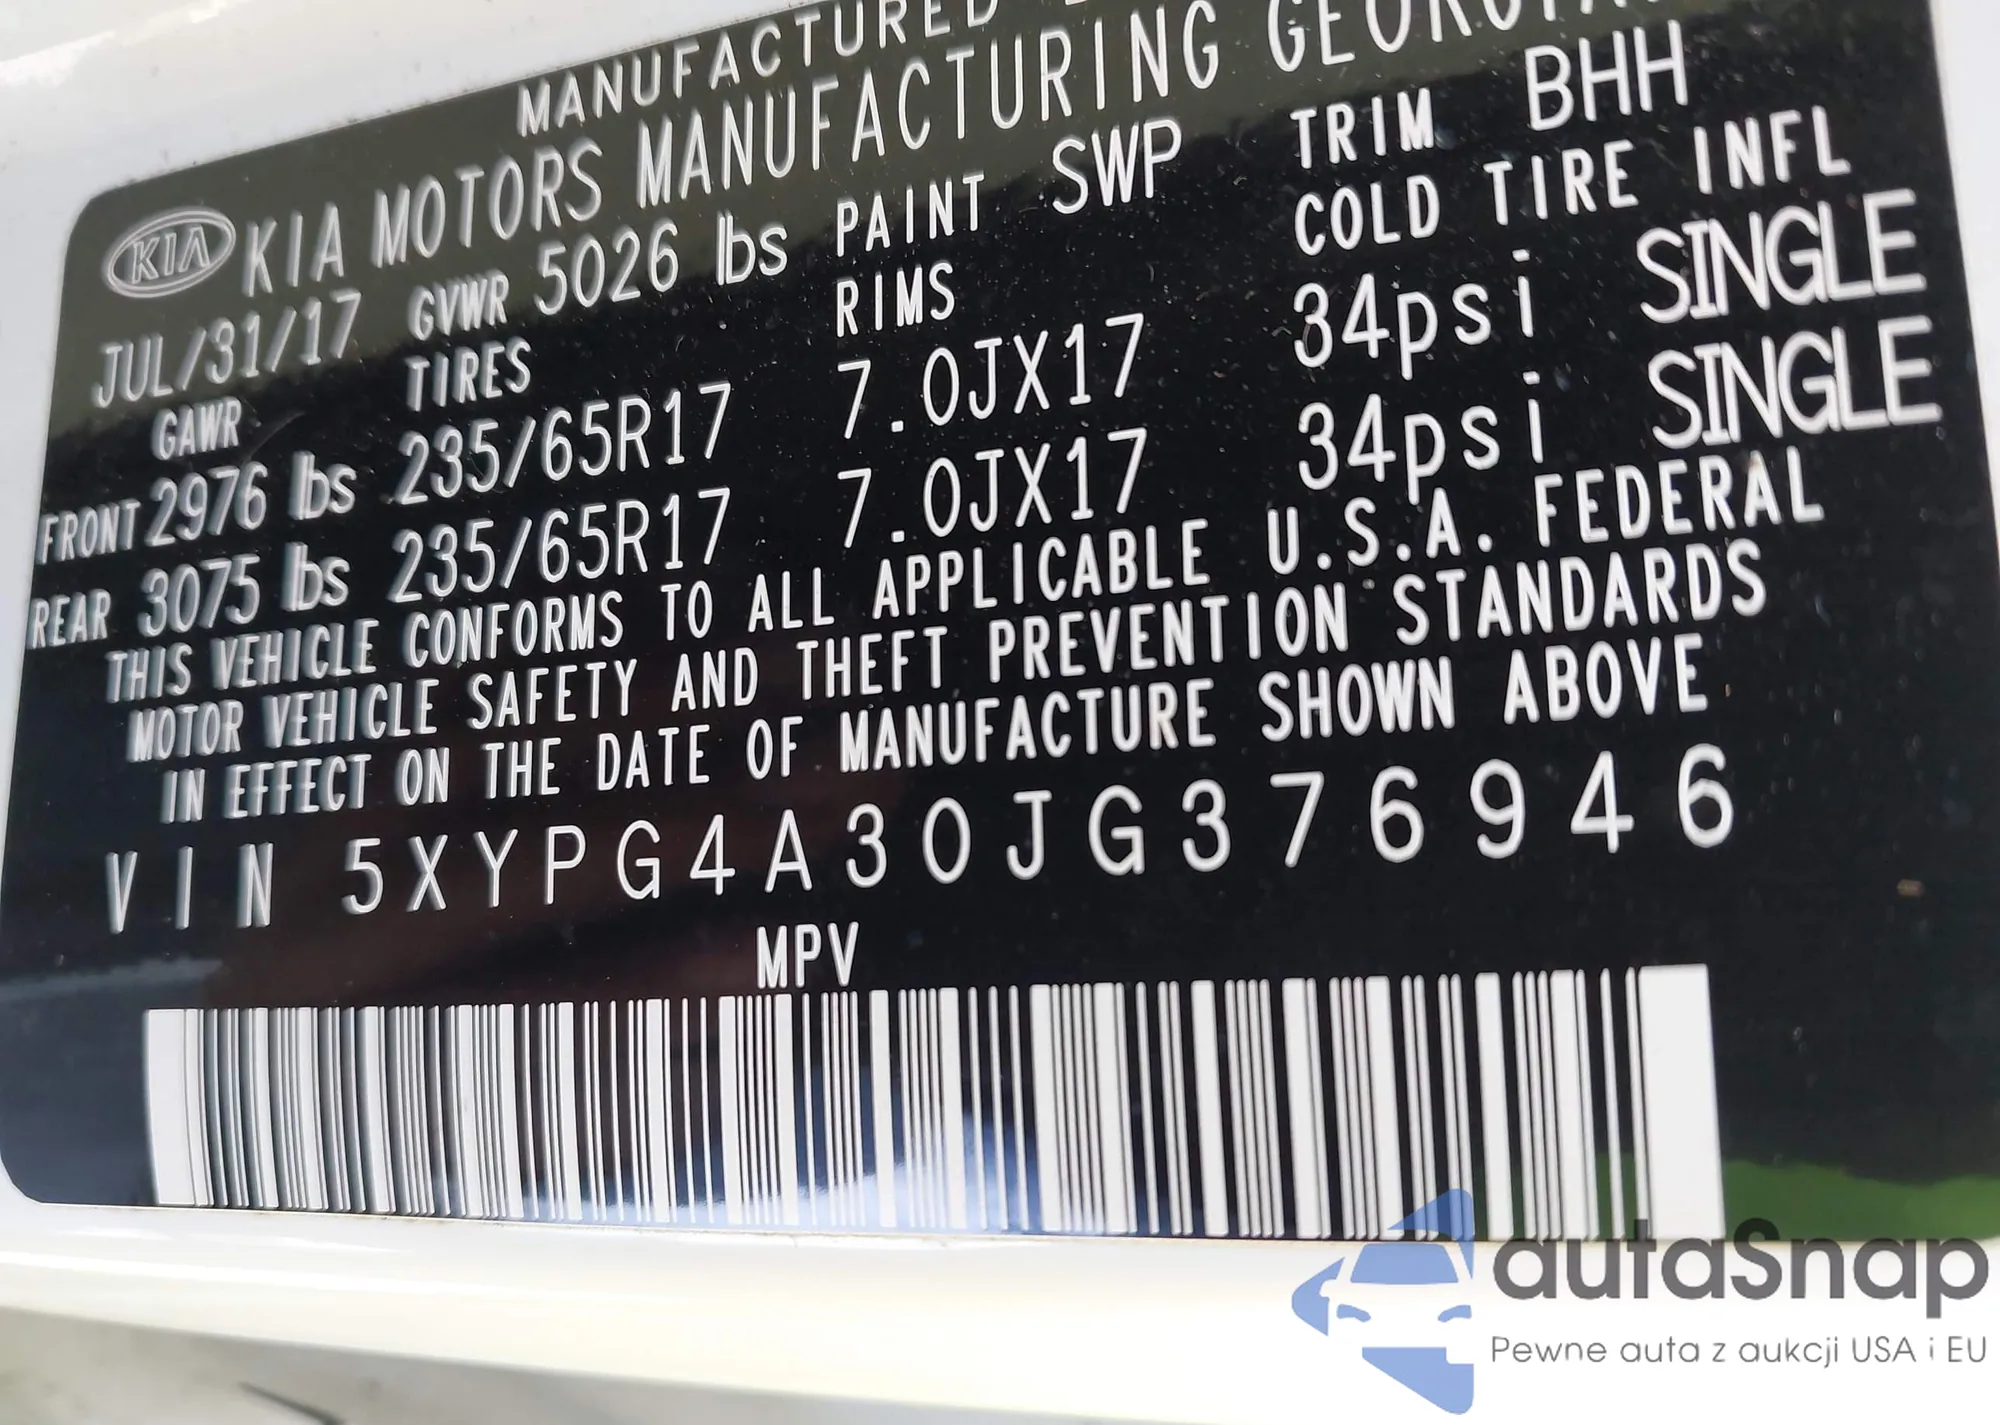 MANUFACTURED
KIA KIA MOTORS MANUFACTURING GEORGIA
JUL/31/17 GVWR 5026 lbs PAINT SWP TRIM BHH
GAWR TIRES RIMS COLD TIRE INFL
FRONT 2976 lbs 235/65R17 7.0JX17 34psi SINGLE
REAR 3075 lbs 235/65R17 7.0JX17 34psi SINGLE
THIS VEHICLE CONFORMS TO ALL APPLICABLE U.S.A. FEDERAL
MOTOR VEHICLE SAFETY AND THEFT PREVENTION STANDARDS
IN EFFECT ON THE DATE OF MANUFACTURE SHOWN ABOVE
VIN 5XYPG4A30JG376946
MPV
autaSnap
Pewne auta z aukcji USA i EU